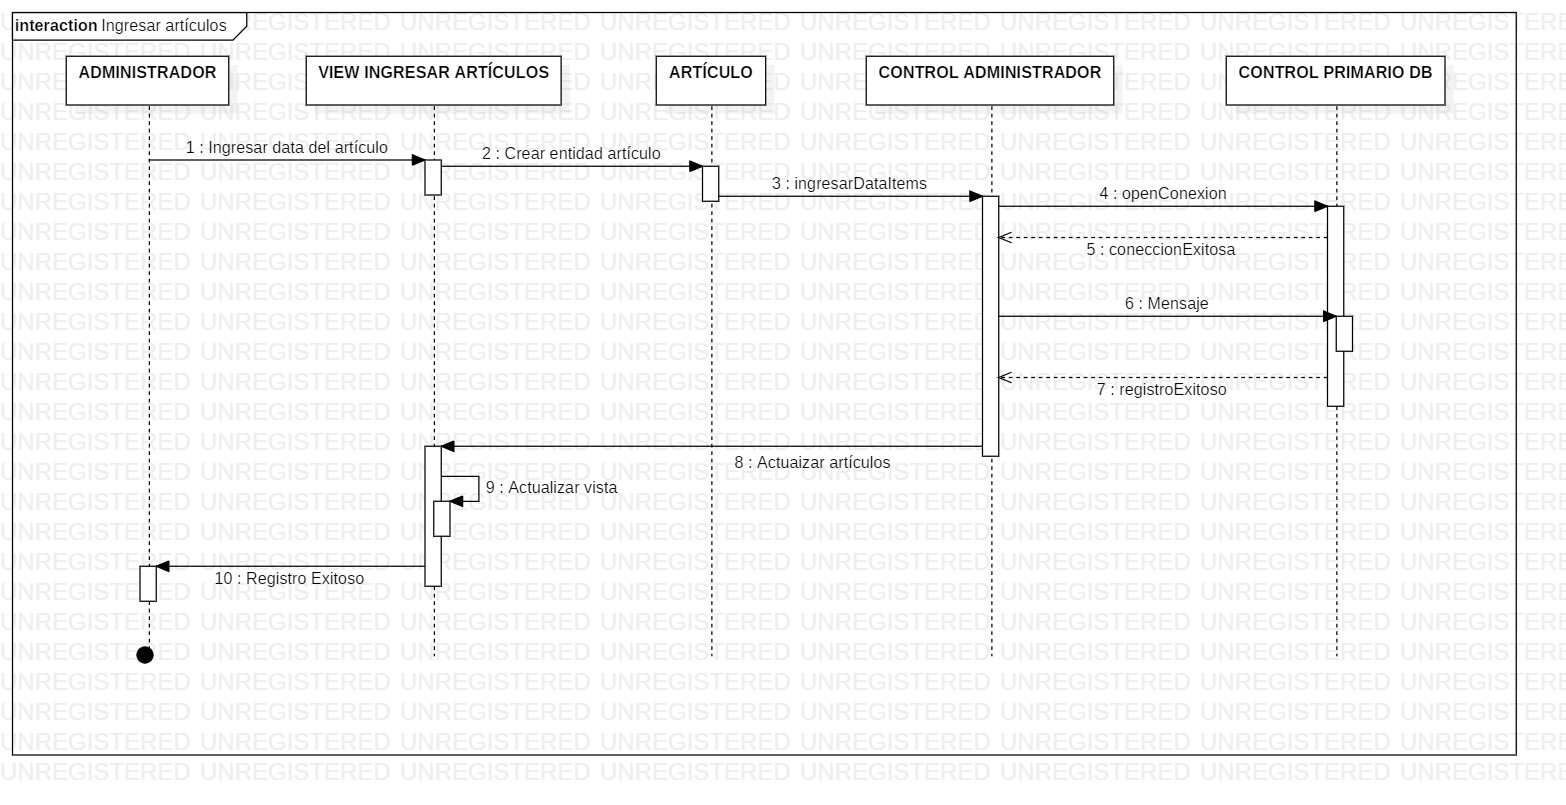 interaction Ingresar artículos
ADMINISTRADOR
VIEW INGRESAR ARTÍCULOS
ARTÍCULO
CONTROL ADMINISTRADOR
CONTROL PRIMARIO DB
1 : Ingresar data del artículo
2 : Crear entidad artículo
3 : ingresarDataItems
4 : openConexion
5 : coneccionExitosa
6 : Mensaje
7 : registroExitoso
8 : Actuaizar artículos
9 : Actualizar vista
10 : Registro Exitoso
UNREGISTERED